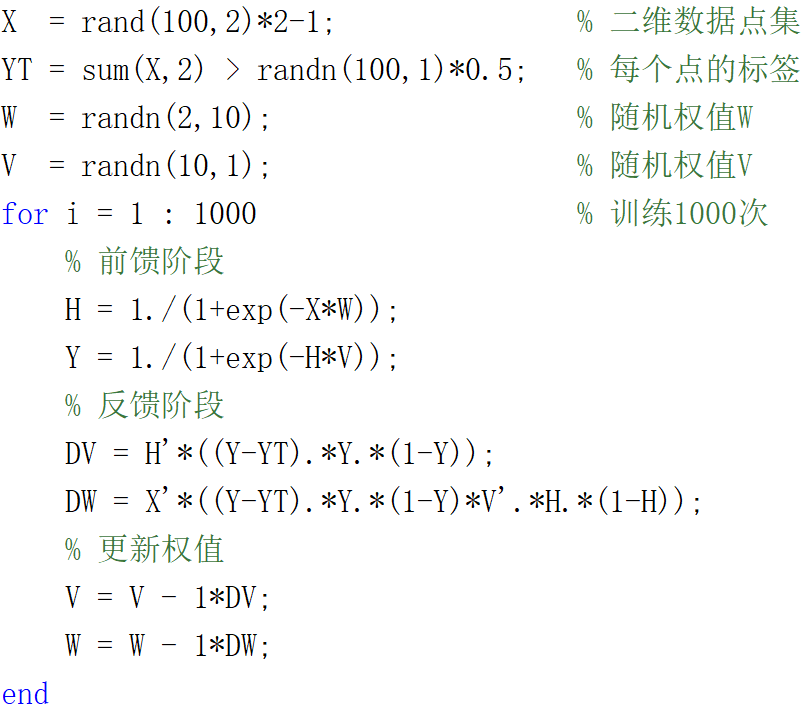 X  = rand(100,2)*2-1;               % 二维数据点集
YT = sum(X,2) > randn(100,1)*0.5;   % 每个点的标签
W  = randn(2,10);                   % 随机权值W
V  = randn(10,1);                   % 随机权值V
for i = 1 : 1000                    % 训练1000次
    % 前馈阶段
    H = 1./(1+exp(-X*W));
    Y = 1./(1+exp(-H*V));
    % 反馈阶段
    DV = H'*((Y-YT).*Y.*(1-Y));
    DW = X'*((Y-YT).*Y.*(1-Y)*V'.*H.*(1-H));
    % 更新权值
    V = V - 1*DV;
    W = W - 1*DW;
end